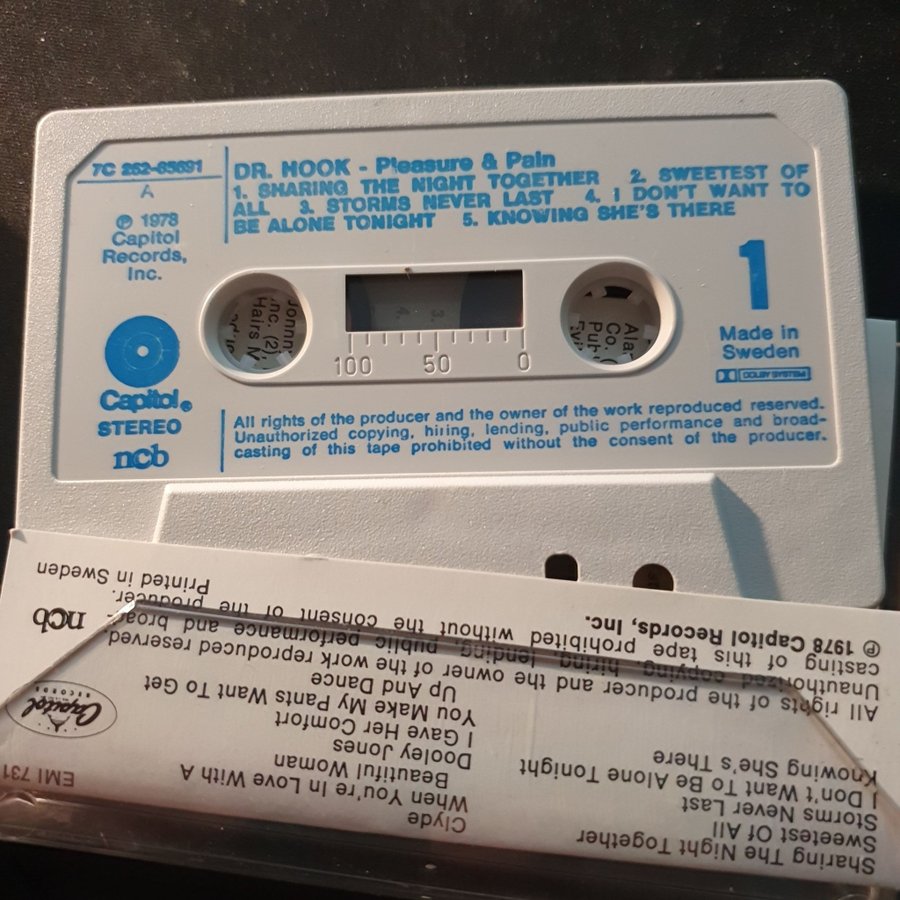 7C 262-85691
A
℗ 1978
Capitol
Records,
Inc.
Capitol®
STEREO
ncb
DR. HOOK - Pleasure & Pain
1. SHARING THE NIGHT TOGETHER 2. SWEETEST OF
ALL 3. STORMS NEVER LAST 4. I DON'T WANT TO
BE ALONE TONIGHT 5. KNOWING SHE'S THERE
1
Made in
Sweden
DOLBY SYSTEM
100 50 0
All rights of the producer and the owner of the work reproduced reserved.
Unauthorized copying, hiring, lending, public performance and broad-
casting of this tape prohibited without the consent of the producer.
Inc. (2)
Hairs
Co.
Sharing The Night Together
Sweetest Of All
Storms Never Last
I Don't Want To Be Alone Tonight
Knowing She's There
Clyde
When You're In Love With A
Beautiful Woman
Dooley Jones
I Gave Her Comfort
You Make My Pants Want To Get
Up And Dance
EMI 731
Capitol
RECORDS
All rights of the producer and the owner of the work reproduced reserved.
Unauthorized copying, hiring, lending, public performance and broad-
casting of this tape prohibited without the consent of the producer.
℗ 1978 Capitol Records, Inc.
Printed in Sweden
ncb